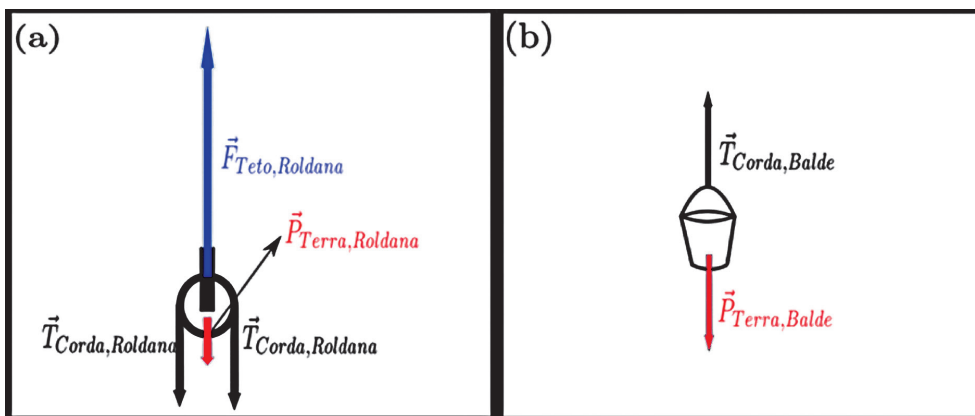 (a)
(b)
F⃗Teto,Roldana
T⃗Corda,Balde
P⃗Terra,Roldana
P⃗Terra,Balde
T⃗Corda,Roldana T⃗Corda,Roldana